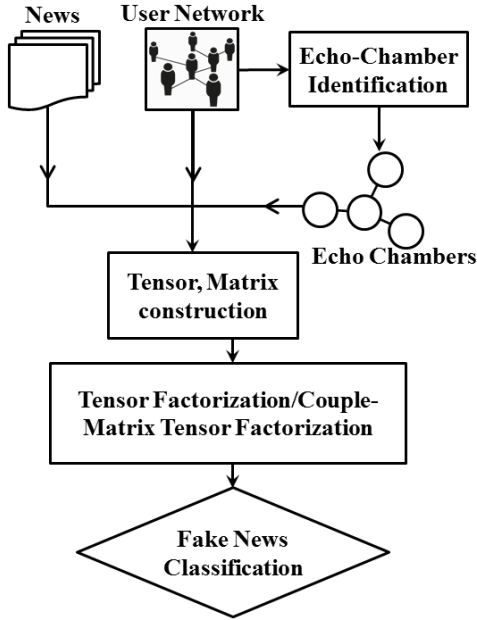 News
User Network
Echo-Chamber
Identification
Echo Chambers
Tensor, Matrix
construction
Tensor Factorization/Couple-
Matrix Tensor Factorization
Fake News
Classification